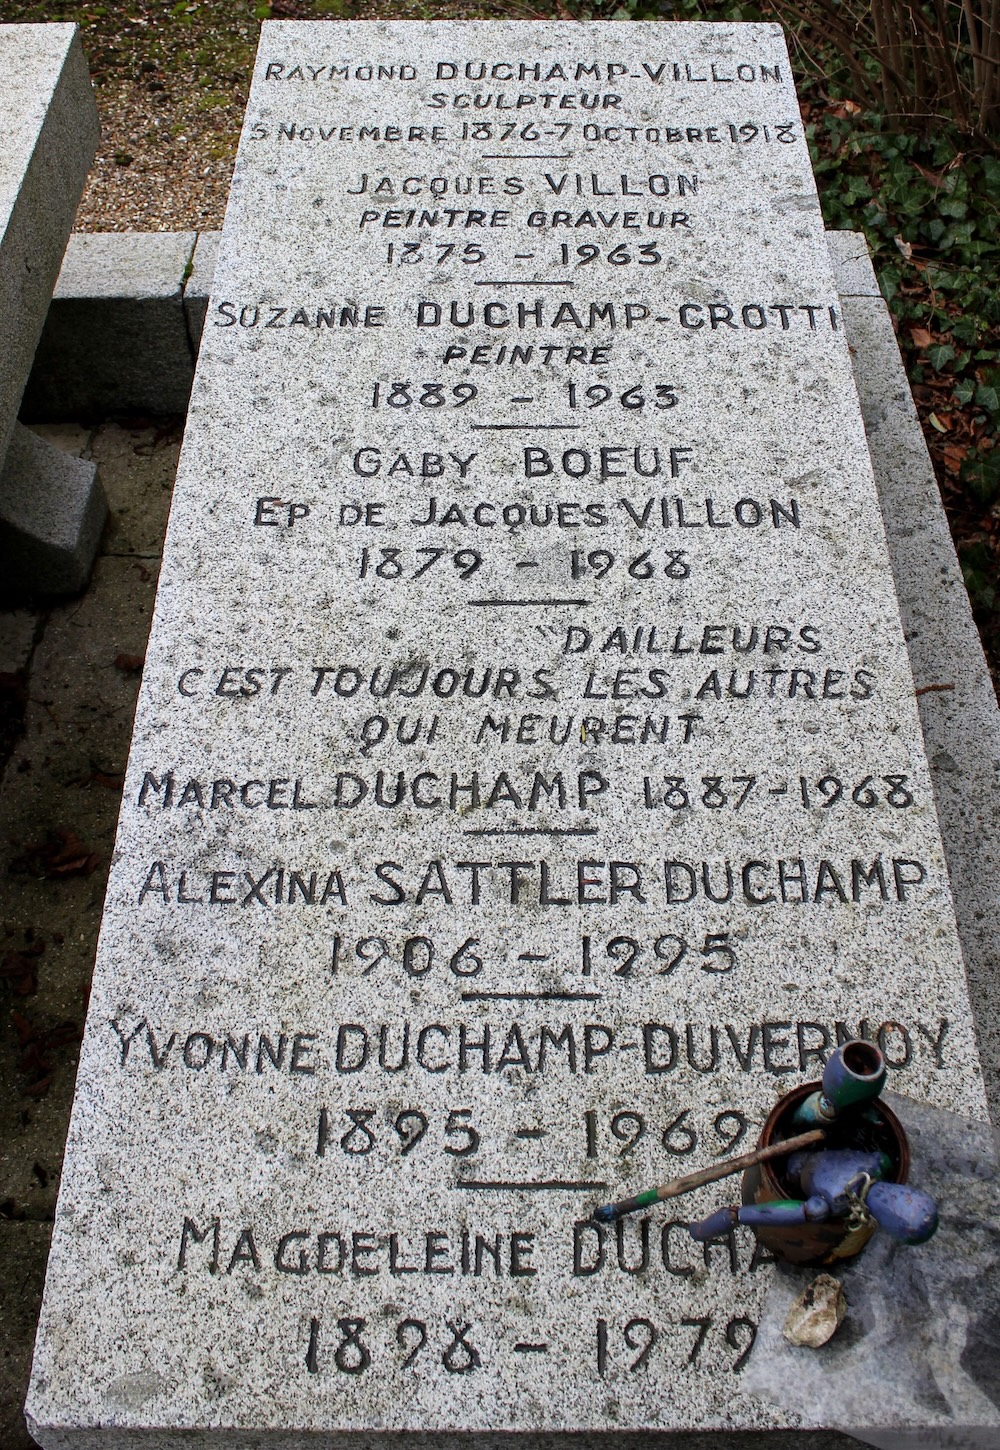 RAYMOND DUCHAMP-VILLON
SCULPTEUR
5 NOVEMBRE 1876-7 OCTOBRE 1918
JACQUES VILLON
PEINTRE GRAVEUR
1875 - 1963
SUZANNE DUCHAMP-CROTTI
PEINTRE
1889 - 1963
GABY BOEUF
EP DE JACQUES VILLON
1879 - 1968
"D'AILLEURS
C'EST TOUJOURS LES AUTRES
QUI MEURENT"
MARCEL DUCHAMP 1887-1968
ALEXINA SATTLER DUCHAMP
1906 - 1995
YVONNE DUCHAMP-DUVERNOY
1895 - 1969
MAGDELEINE
1898 - 1979